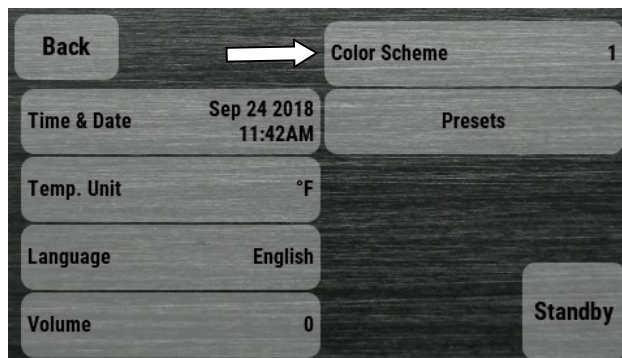 Back
Color Scheme 1
Time & Date Sep 24 2018
11:42AM
Presets
Temp. Unit °F
Language English
Volume 0
Standby